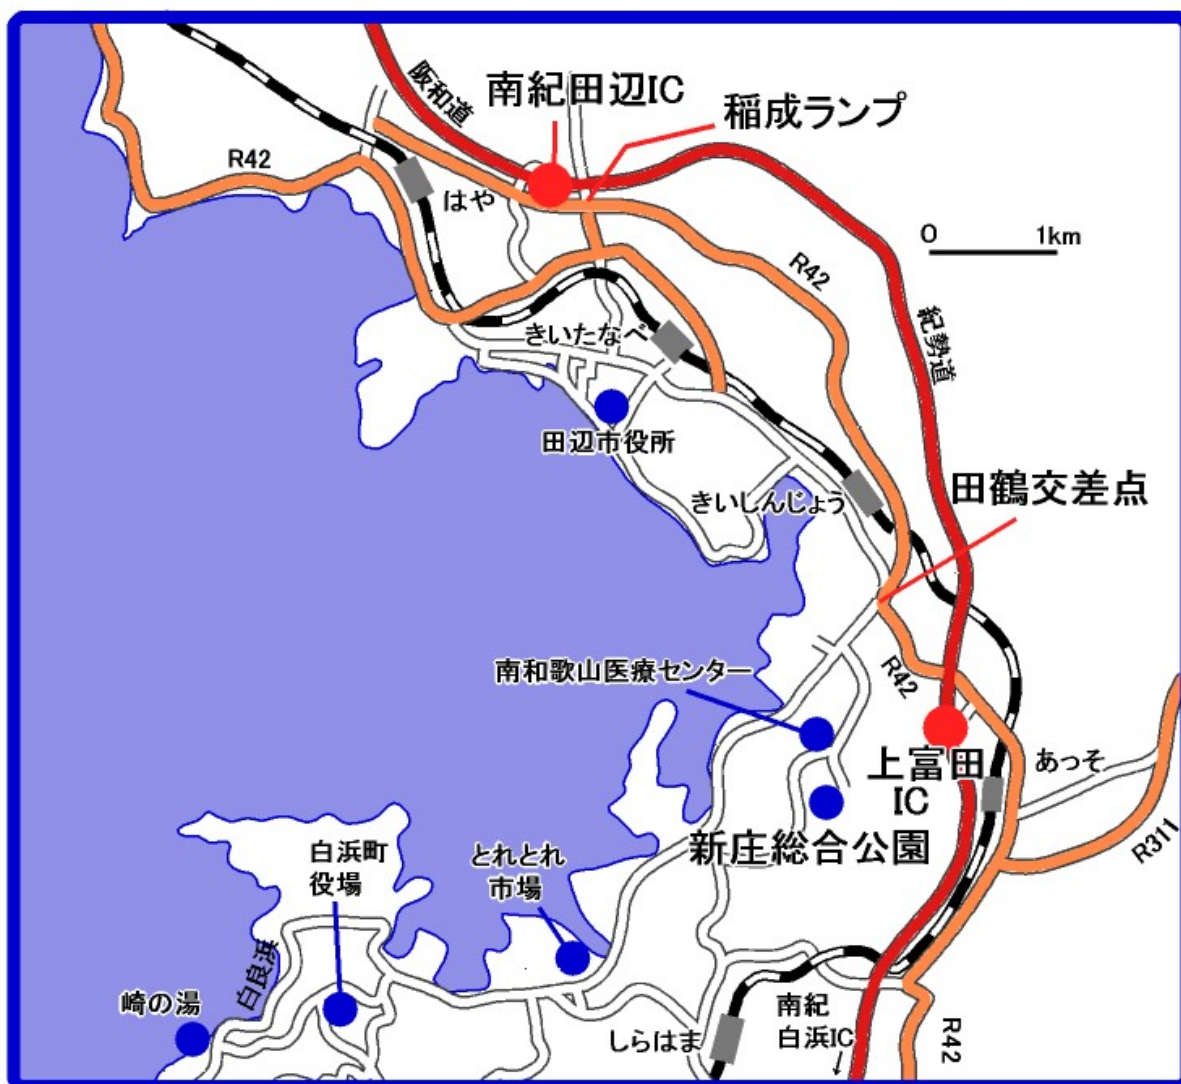 阪和道
南紀田辺IC
稲成ランプ
R42
はや
0
1km
R42
紀勢道
きいたなべ
田辺市役所
きいしんじょう
田鶴交差点
南和歌山医療センター
R42
上富田
IC
あっそ
R311
新庄総合公園
白浜町
役場
とれとれ
市場
白良浜
崎の湯
しらはま
南紀
白浜IC
↓
R42